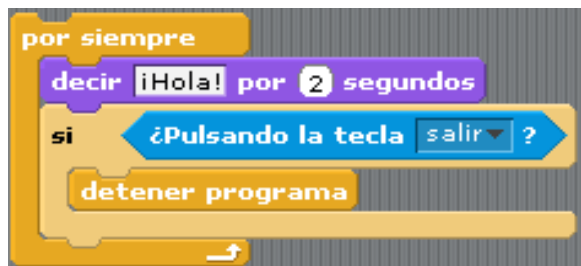 por siempre
decir ¡Hola! por 2 segundos
si ¿Pulsando la tecla salir ?
detener programa